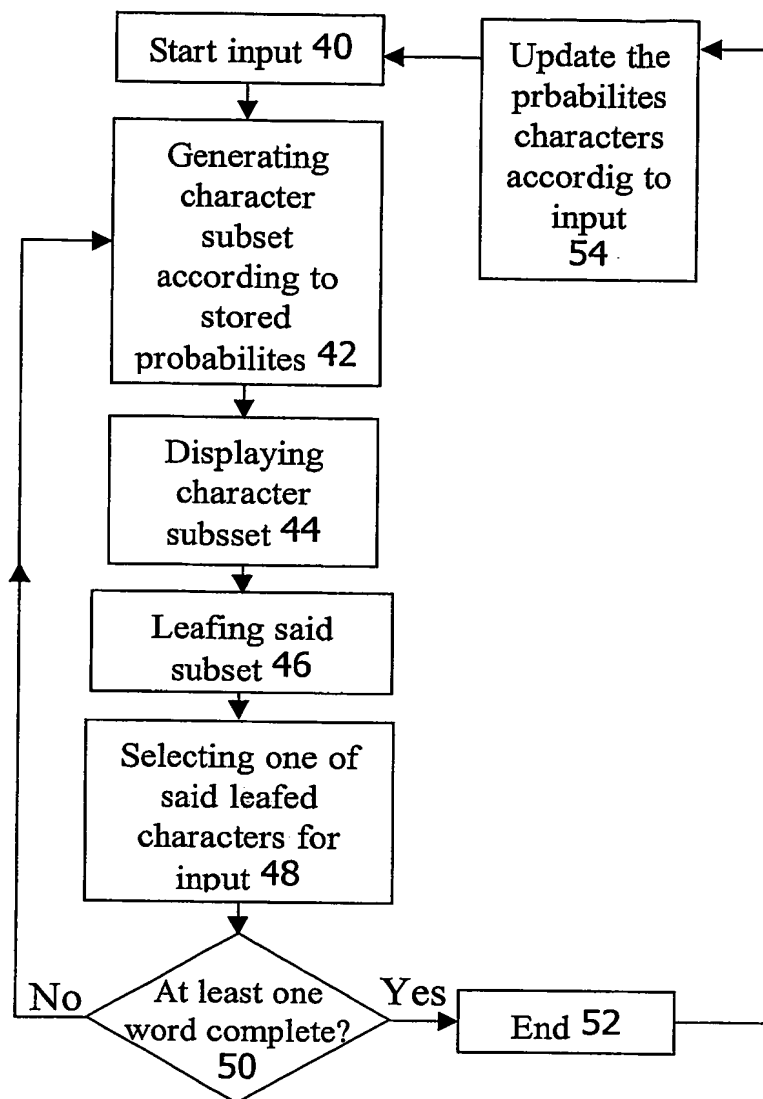 Start input 40
Generating
character
subset
according to
stored
probabilites 42
Displaying
character
subsset 44
Leafing said
subset 46
Selecting one of
said leafed
characters for
input 48
At least one
word complete?
50
No
Yes
End 52
Update the
prbabilites
characters
accordig to
input
54